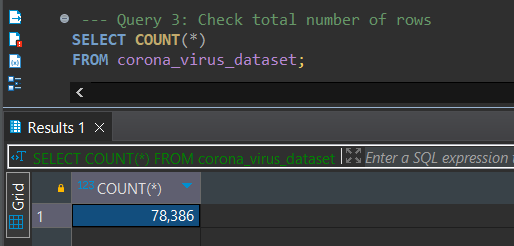 --- Query 3: Check total number of rows
SELECT COUNT(*)
FROM corona_virus_dataset;
Results 1
SELECT COUNT(*) FROM corona_virus_dataset
Enter a SQL expression
Grid
123 COUNT(*)
1
78,386